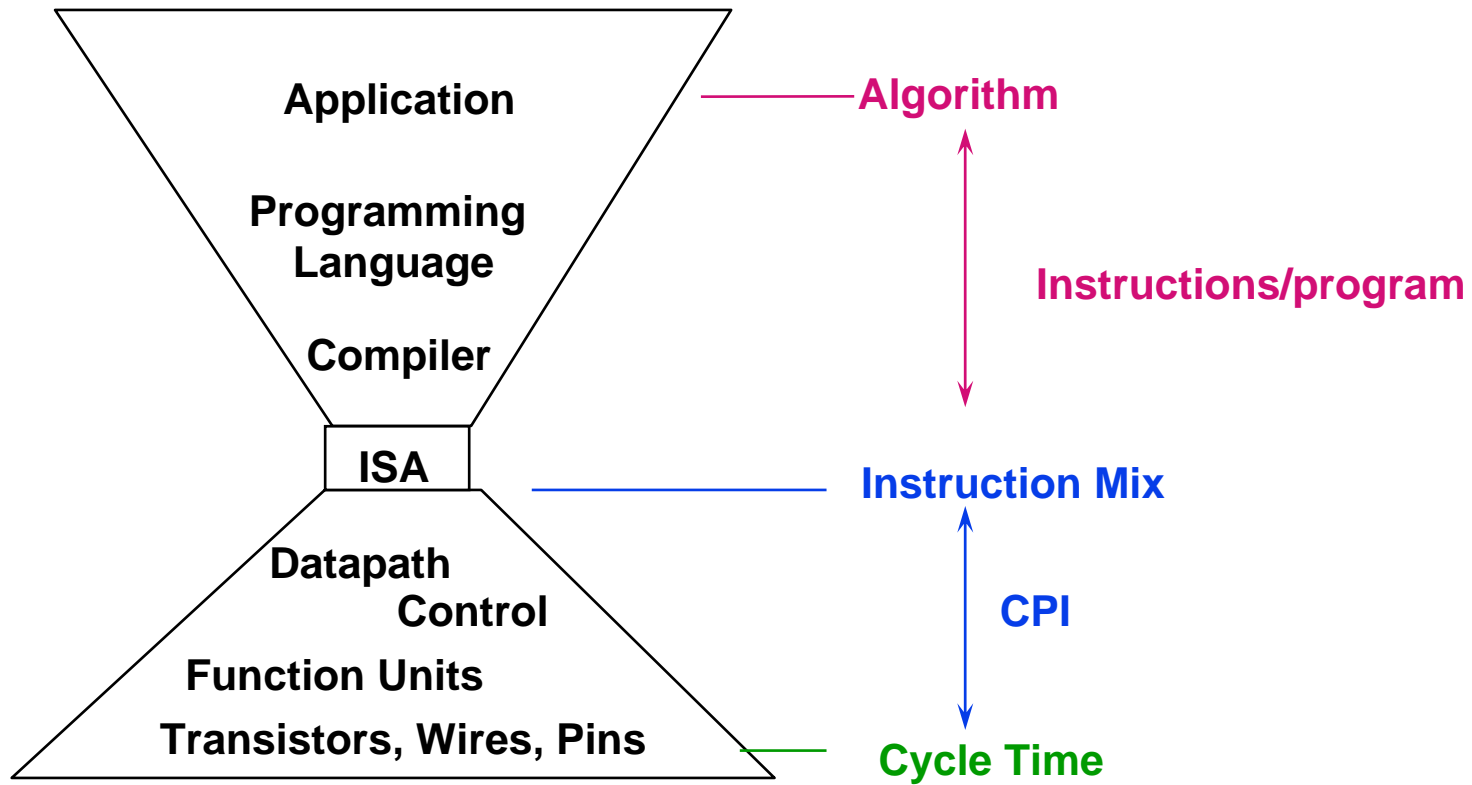 Application
Algorithm
Programming
Language
Instructions/program
Compiler
ISA
Instruction Mix
Datapath
Control
CPI
Function Units
Transistors, Wires, Pins
Cycle Time